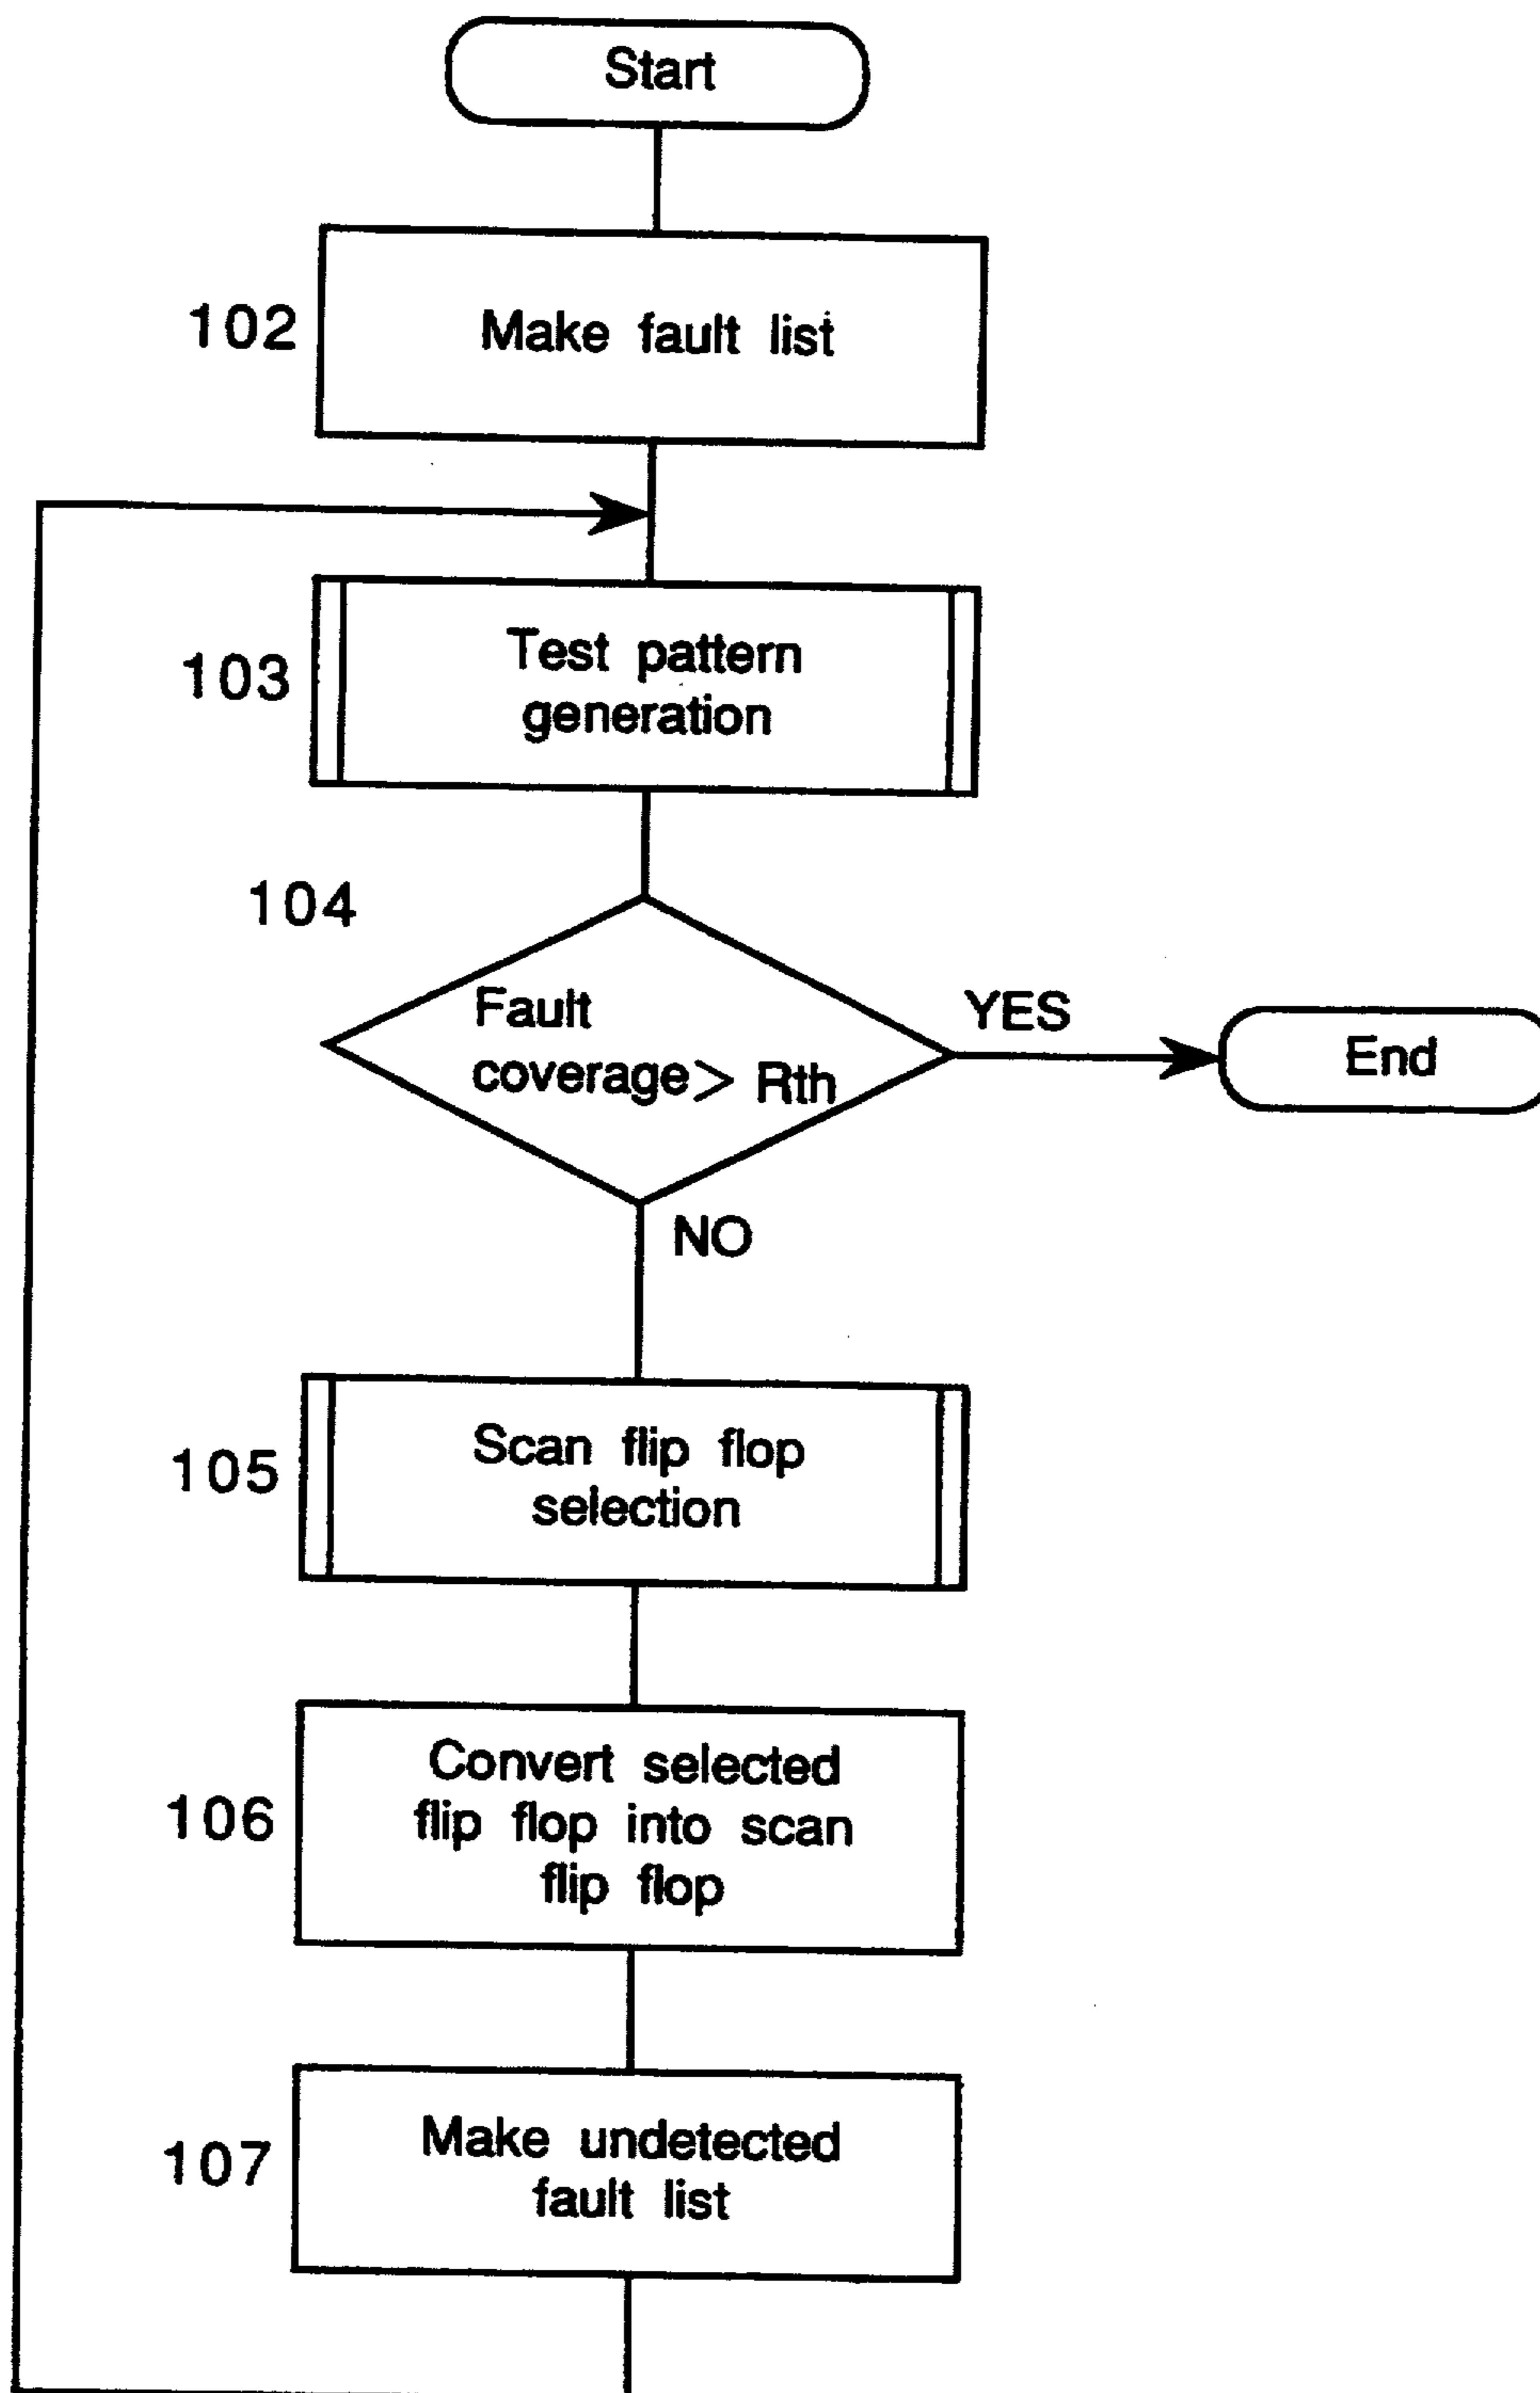 Start
102
Make fault list
103
Test pattern
generation
104
Fault
coverage> Rth
YES
End
NO
105
Scan flip flop
selection
106
Convert selected
flip flop into scan
flip flop
107
Make undetected
fault list